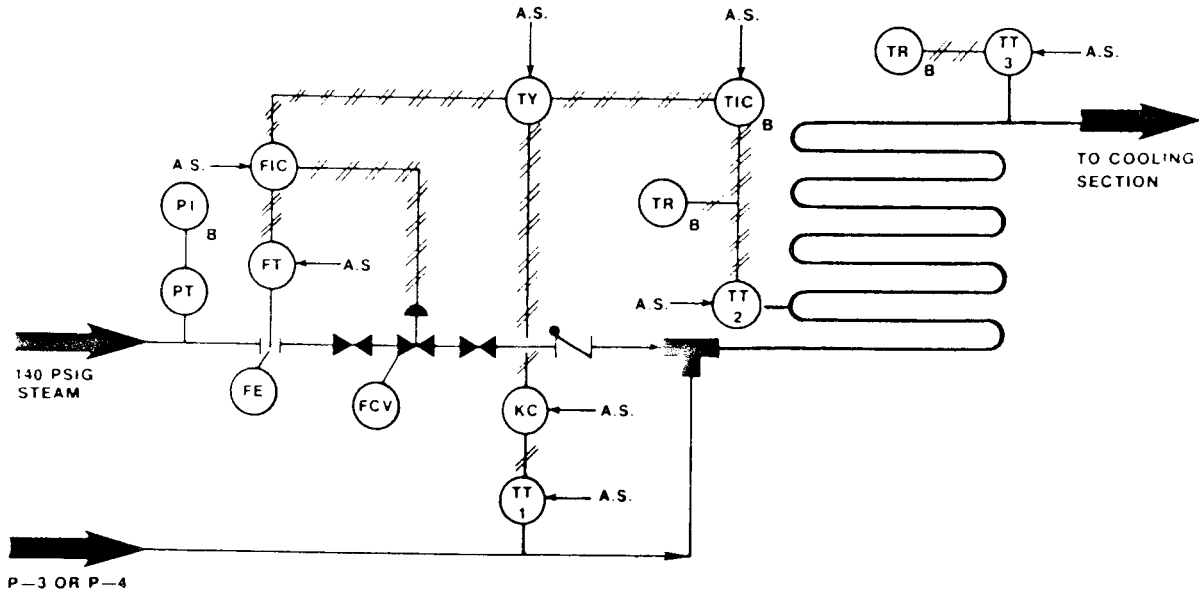 A.S.
A.S.
TR
B
TT
3
A.S.
TY
TIC
B
A.S.
FIC
TO COOLING
SECTION
PI
B
TR
B
FT
A.S
PT
A.S.
TT
2
140 PSIG
STEAM
FE
FCV
KC
A.S.
TT
1
A.S.
P—3 OR P—4